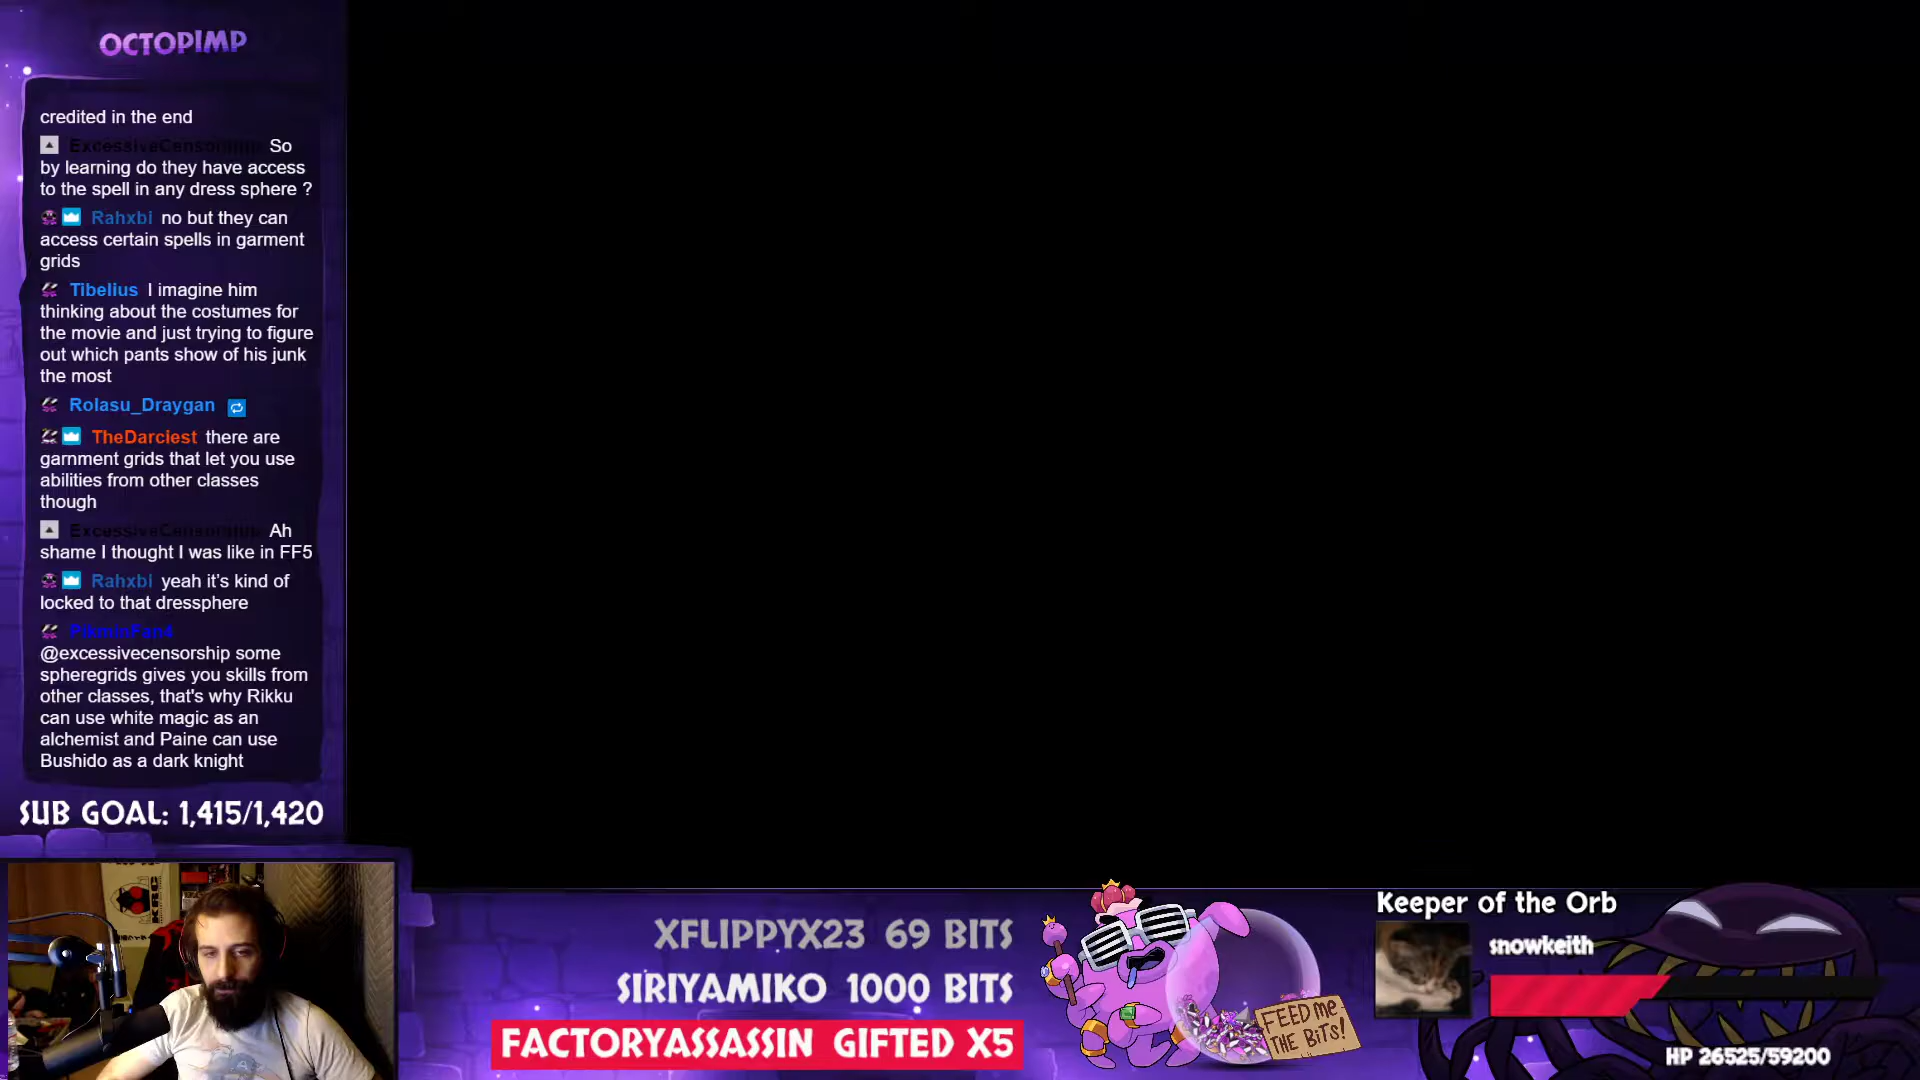 OCTOPIMP
credited in the end
ExcessiveCensorship So
by learning do they have access
to the spell in any dress sphere ?
Rahxbi no but they can
access certain spells in garment
grids
Tibelius I imagine him
thinking about the costumes for
the movie and just trying to figure
out which pants show of his junk
the most
Rolasu_Draygan
TheDarciest there are
garnment grids that let you use
abilities from other classes
though
ExcessiveCensorship Ah
shame I thought I was like in FF5
Rahxbi yeah it's kind of
locked to that dressphere
PikminFan4
@excessivecensorship some
spheregrids gives you skills from
other classes, that's why Rikku
can use white magic as an
alchemist and Paine can use
Bushido as a dark knight
SUB GOAL: 1,415/1,420
XFLIPPYX23 69 BITS
SIRIYAMIKO 1000 BITS
FACTORYASSASSIN GIFTED X5
FEED ME
THE BITS!
Keeper of the Orb
snowkeith
HP 26525/59200